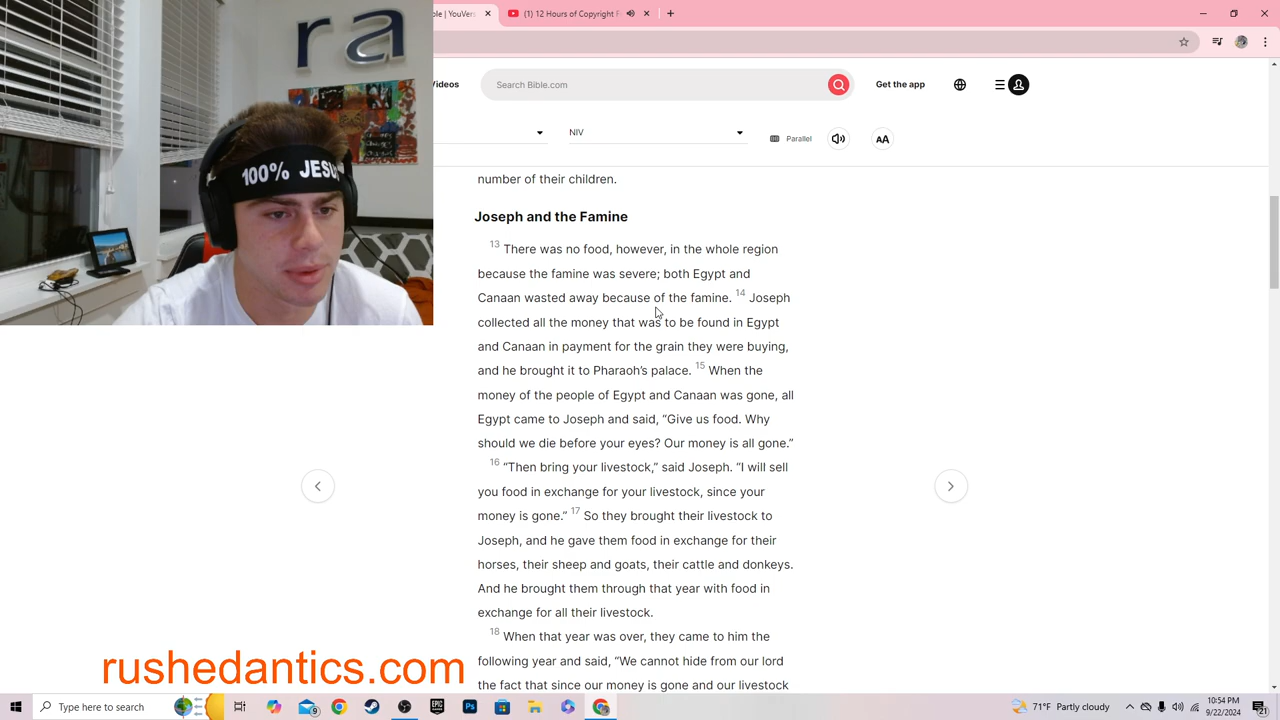 ple | YouVers
(1) 12 Hours of Children F
ra
100% JESU
Videos
Search Bible.com
Get the app
NIV
Parallel
AA
number of their children.
Joseph and the Famine
13 There was no food, however, in the whole region
because the famine was severe; both Egypt and
Canaan wasted away because of the famine. 14 Joseph
collected all the money that was to be found in Egypt
and Canaan in payment for the grain they were buying,
and he brought it to Pharaoh’s palace. 15 When the
money of the people of Egypt and Canaan was gone, all
Egypt came to Joseph and said, “Give us food. Why
should we die before your eyes? Our money is all gone.”
16 “Then bring your livestock,” said Joseph. “I will sell
you food in exchange for your livestock, since your
money is gone.” 17 So they brought their livestock to
Joseph, and he gave them food in exchange for their
horses, their sheep and goats, their cattle and donkeys.
And he brought them through that year with food in
exchange for all their livestock.
18 When that year was over, they came to him the
following year and said, “We cannot hide from our lord
the fact that since our money is gone and our livestock
rushedantics.com
Type here to search
9
EPIC
Ps
71°F Partly cloudy
10:54 PM
9/22/2024